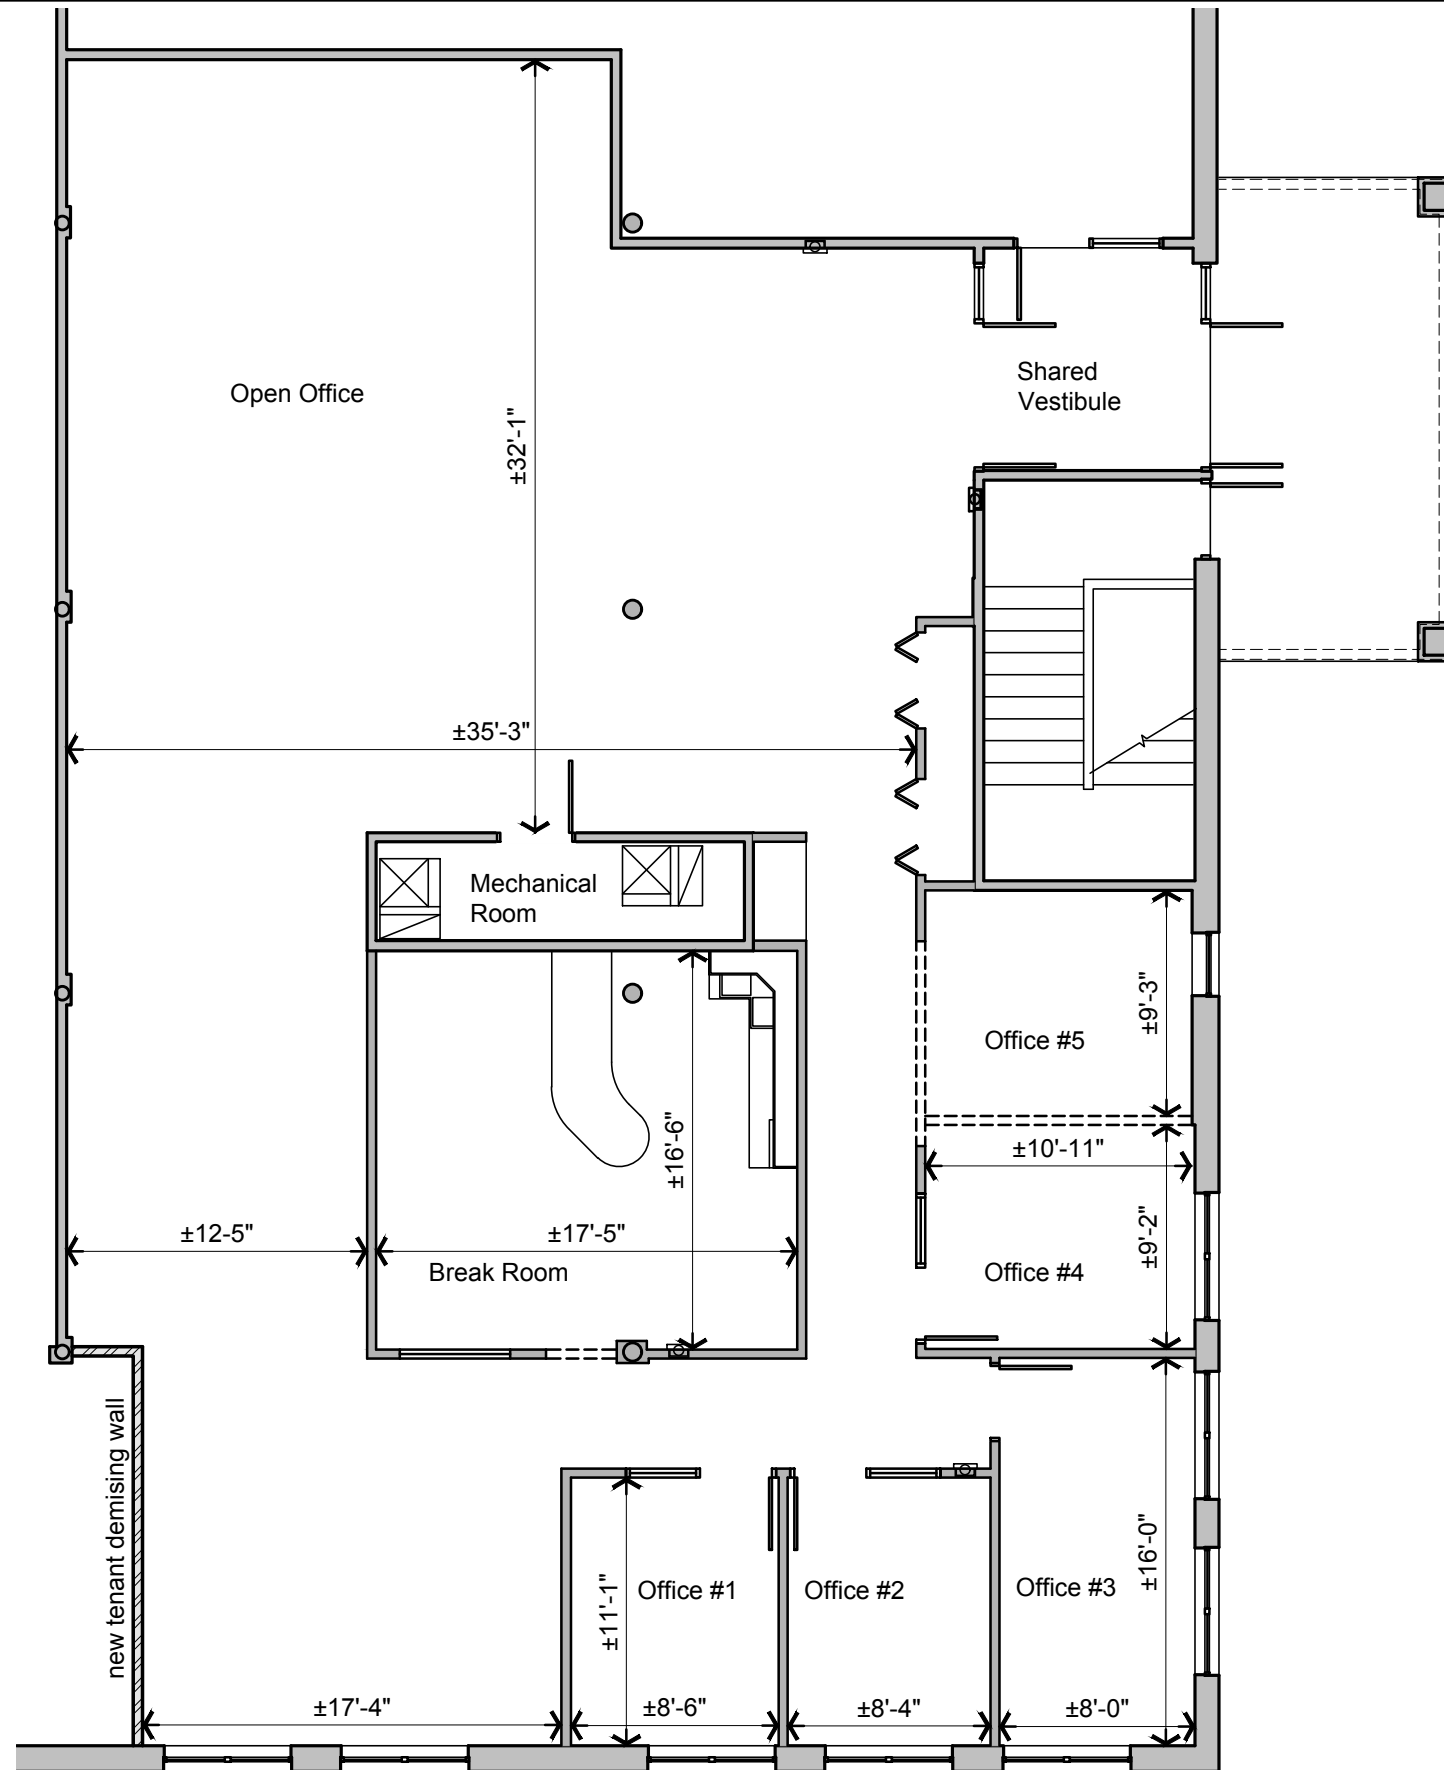 Open Office
±32'-1"
Shared
Vestibule
±35'-3"
Mechanical
Room
±9'-3"
Office #5
±16'-6"
±10'-11"
±12-5"
±17'-5"
±9'-2"
Break Room
Office #4
new tenant demising wall
±16'-0"
±11'-1"
Office #1
Office #2
Office #3
±17'-4"
±8'-6"
±8'-4"
±8'-0"